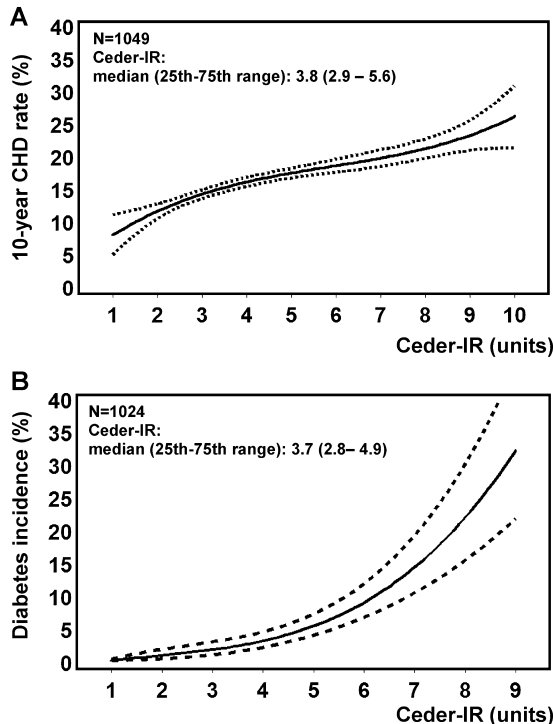 A
10-year CHD rate (%)
N=1049
Ceder-IR:
median (25th-75th range): 3.8 (2.9 – 5.6)
40
35
30
25
20
15
10
5
0
1 2 3 4 5 6 7 8 9 10
Ceder-IR (units)
B
Diabetes incidence (%)
N=1024
Ceder-IR:
median (25th-75th range): 3.7 (2.8– 4.9)
40
35
30
25
20
15
10
5
0
1 2 3 4 5 6 7 8 9
Ceder-IR (units)